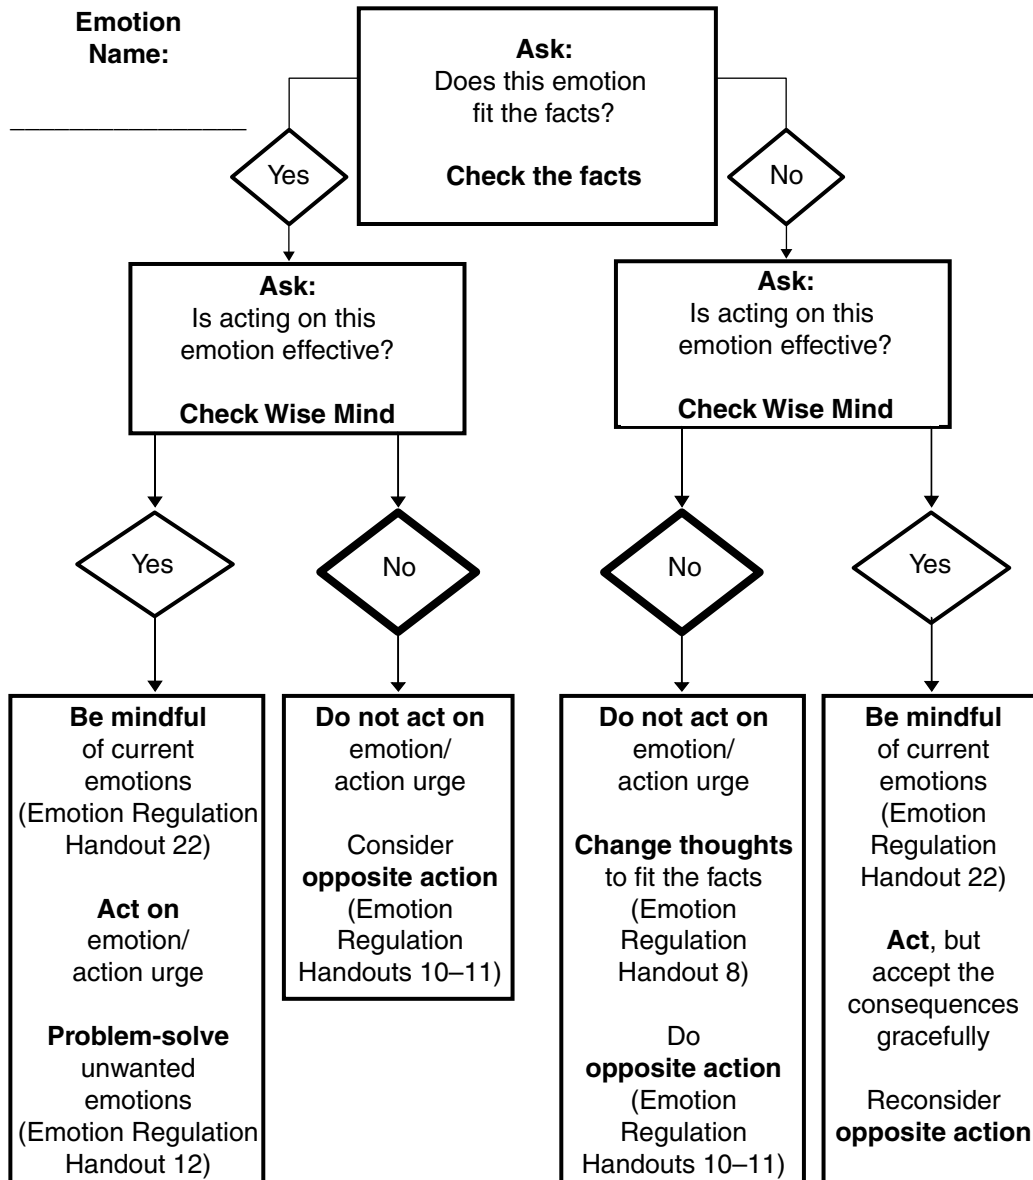 Emotion
Name:
_________________
Ask:
Does this emotion
fit the facts?
Check the facts
Yes
No
Ask:
Is acting on this
emotion effective?
Check Wise Mind
Ask:
Is acting on this
emotion effective?
Check Wise Mind
Yes
No
No
Yes
Be mindful
of current
emotions
(Emotion Regulation
Handout 22)
Act on
emotion/
action urge
Problem-solve
unwanted
emotions
(Emotion Regulation
Handout 12)
Do not act on
emotion/
action urge
Consider
opposite action
(Emotion
Regulation
Handouts 10–11)
Do not act on
emotion/
action urge
Change thoughts
to fit the facts
(Emotion
Regulation
Handout 8)
Do
opposite action
(Emotion
Regulation
Handouts 10–11)
Be mindful
of current
emotions
(Emotion
Regulation
Handout 22)
Act, but
accept the
consequences
gracefully
Reconsider
opposite action